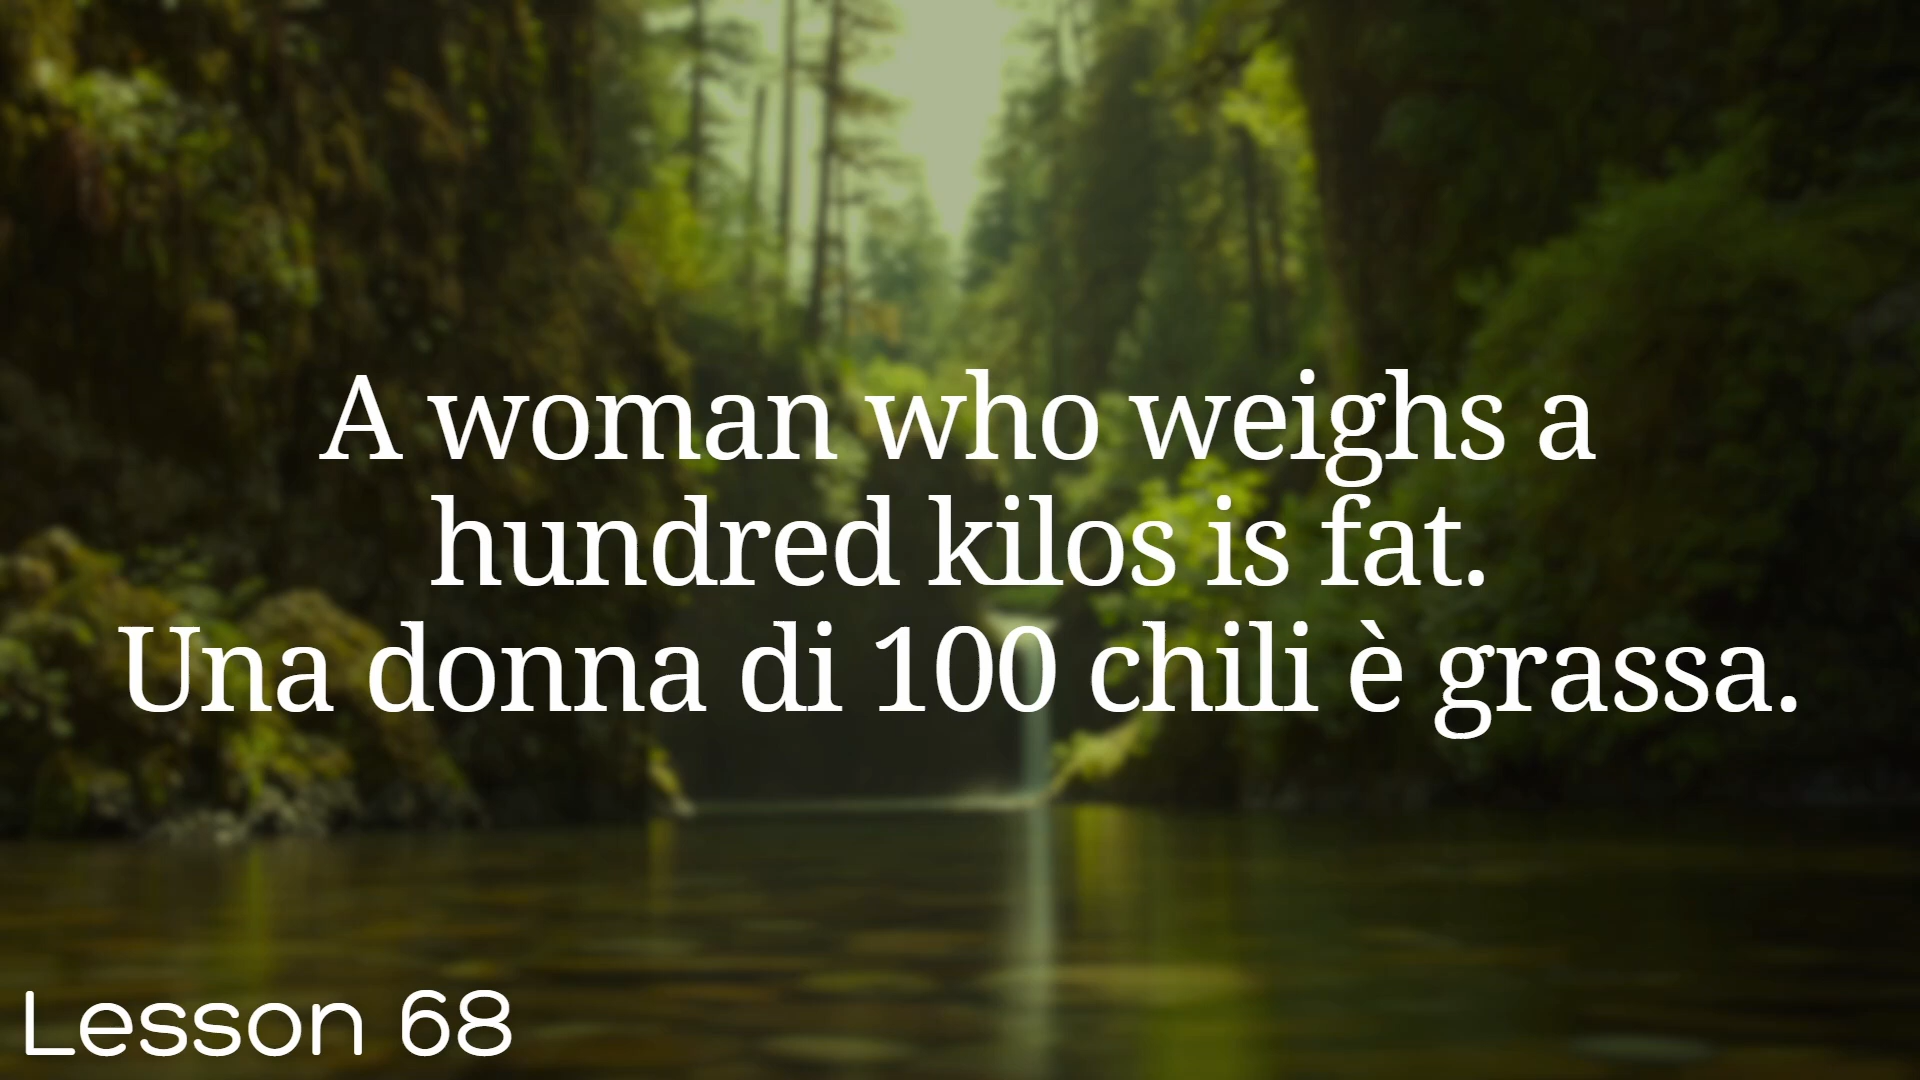 A woman who weighs a
hundred kilos is fat.
Una donna di 100 chili è grassa.
Lesson 68